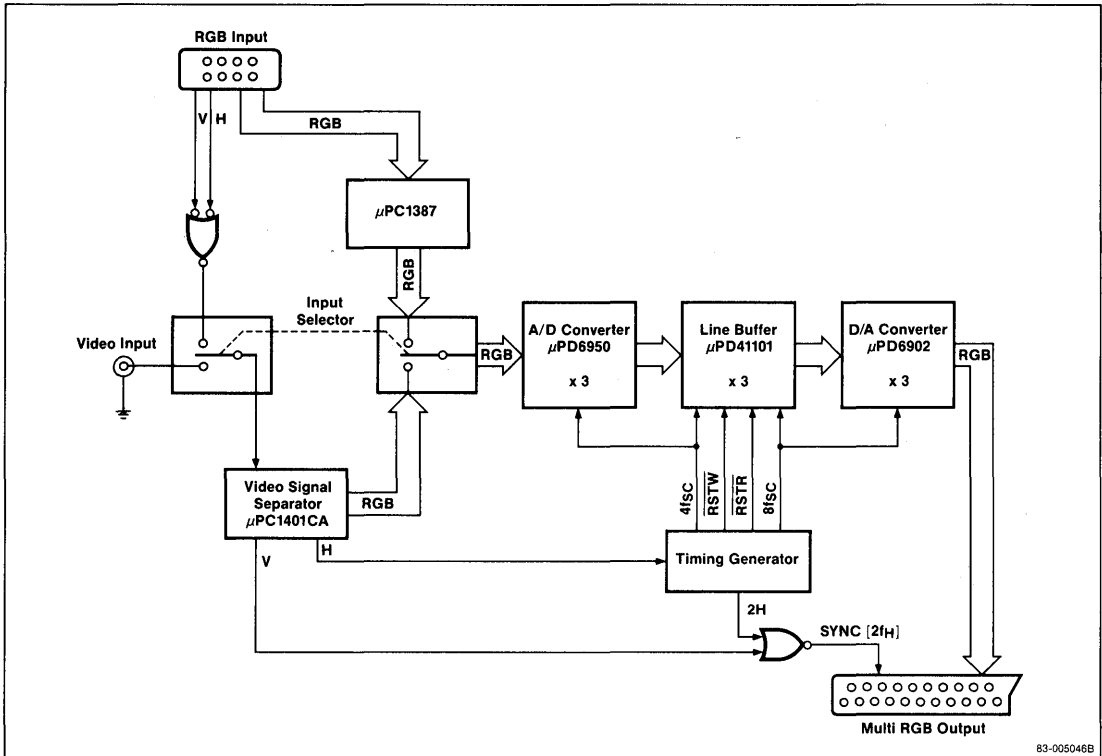 RGB Input
V
H
RGB
μPC1387
RGB
Input
Selector
Video Input
RGB
A/D Converter
μPD6950
x 3
Line Buffer
μPD41101
x 3
D/A Converter
μPD6902
x 3
RGB
4fSC
RSTW
RSTR
8fSC
Video Signal
Separator
μPC1401CA
RGB
V
H
Timing Generator
2H
SYNC [2fH]
Multi RGB Output
83-005046B